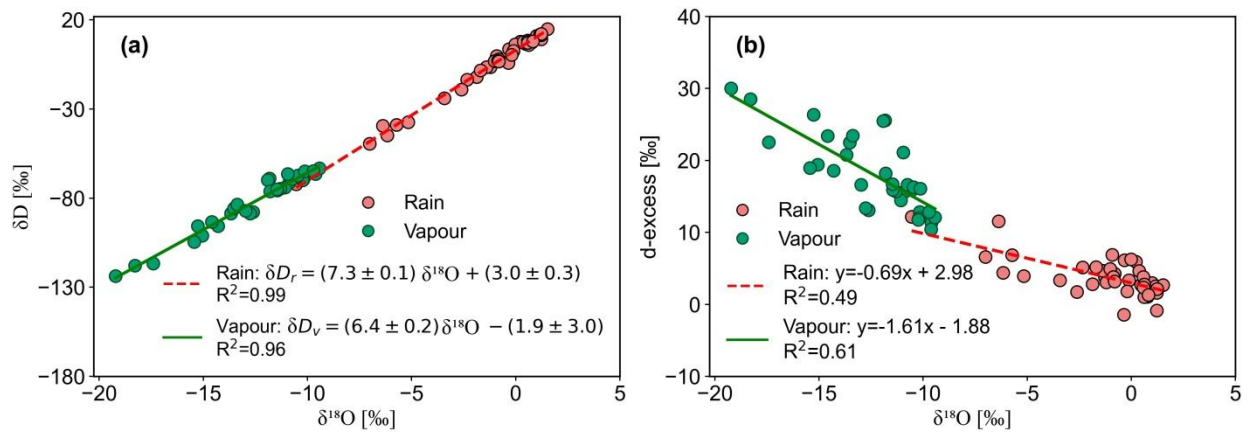 (a)
δD [‰]
20
−30
−80
−130
−180
Rain
Vapour
Rain: δDᵣ = (7.3 ± 0.1) δ¹⁸O + (3.0 ± 0.3)
R²=0.99
Vapour: δDᵥ = (6.4 ± 0.2) δ¹⁸O − (1.9 ± 3.0)
R²=0.96
−20 −15 −10 −5 0 5
δ¹⁸O [‰]
(b)
d-excess [‰]
40
30
20
10
0
−10
Rain
Vapour
Rain: y=-0.69x + 2.98
R²=0.49
Vapour: y=-1.61x - 1.88
R²=0.61
−20 −15 −10 −5 0 5
δ¹⁸O [‰]